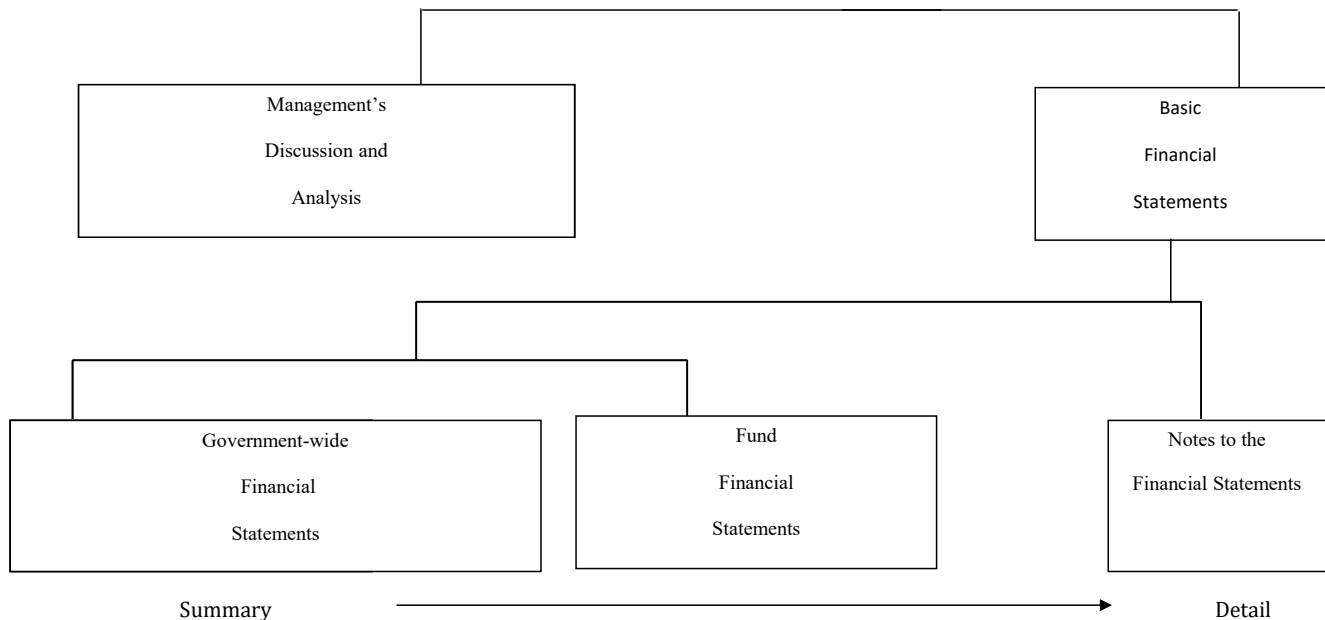 Management’s
Discussion and
Analysis
Basic
Financial
Statements
Government-wide
Financial
Statements
Fund
Financial
Statements
Notes to the
Financial Statements
Summary
Detail